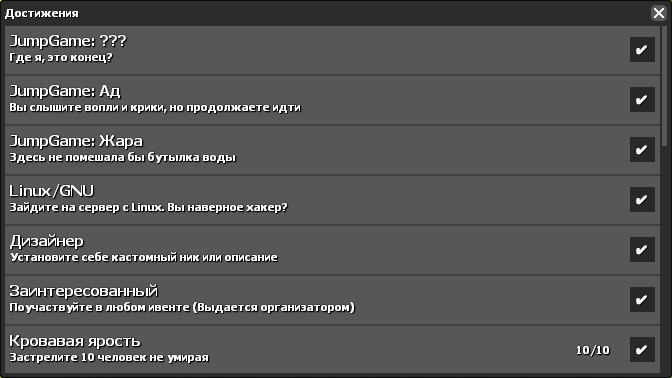 Достижения
JumpGame: ???
Где я, это конец?
JumpGame: Ад
Вы слышите вопли и крики, но продолжаете идти
JumpGame: Жара
Здесь не помешала бы бутылка воды
Linux/GNU
Зайдите на сервер с Linux. Вы наверное хакер?
Дизайнер
Установите себе кастомный ник или описание
Заинтересованный
Поучаствуйте в любом ивенте (Выдается организатором)
Кровавая ярость
Застрелите 10 человек не умирая
10/10